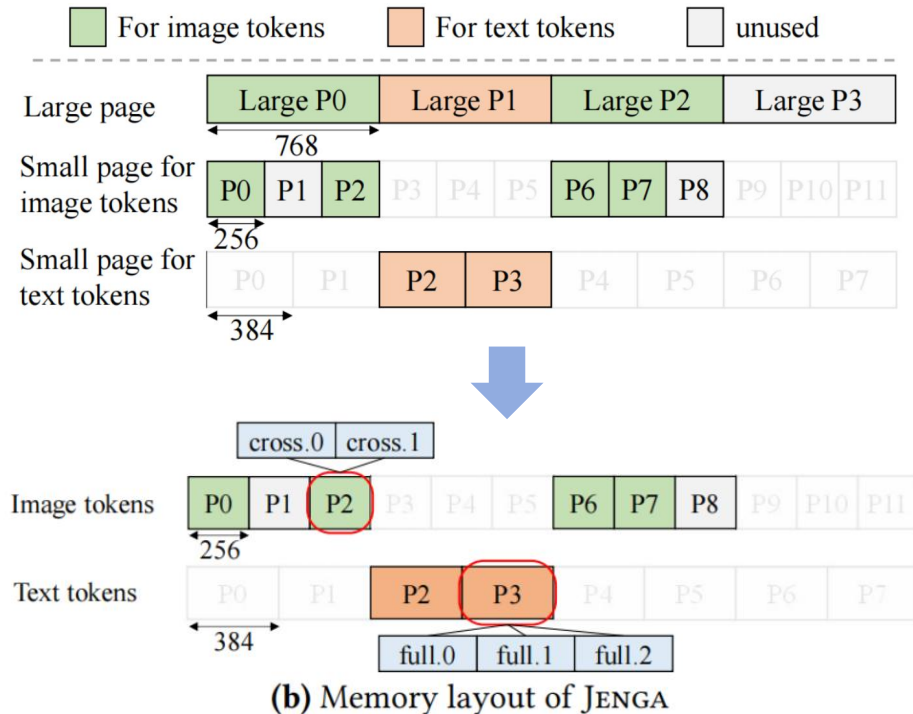 For image tokens For text tokens unused
Large page Large P0 Large P1 Large P2 Large P3
768
Small page for image tokens P0 P1 P2 P3 P4 P5 P6 P7 P8 P9 P10 P11
256
Small page for text tokens P0 P1 P2 P3 P4 P5 P6 P7
384
cross.0 cross.1
Image tokens P0 P1 P2 P3 P4 P5 P6 P7 P8 P9 P10 P11
256
Text tokens P0 P1 P2 P3 P4 P5 P6 P7
384
full.0 full.1 full.2
(b) Memory layout of JENGA